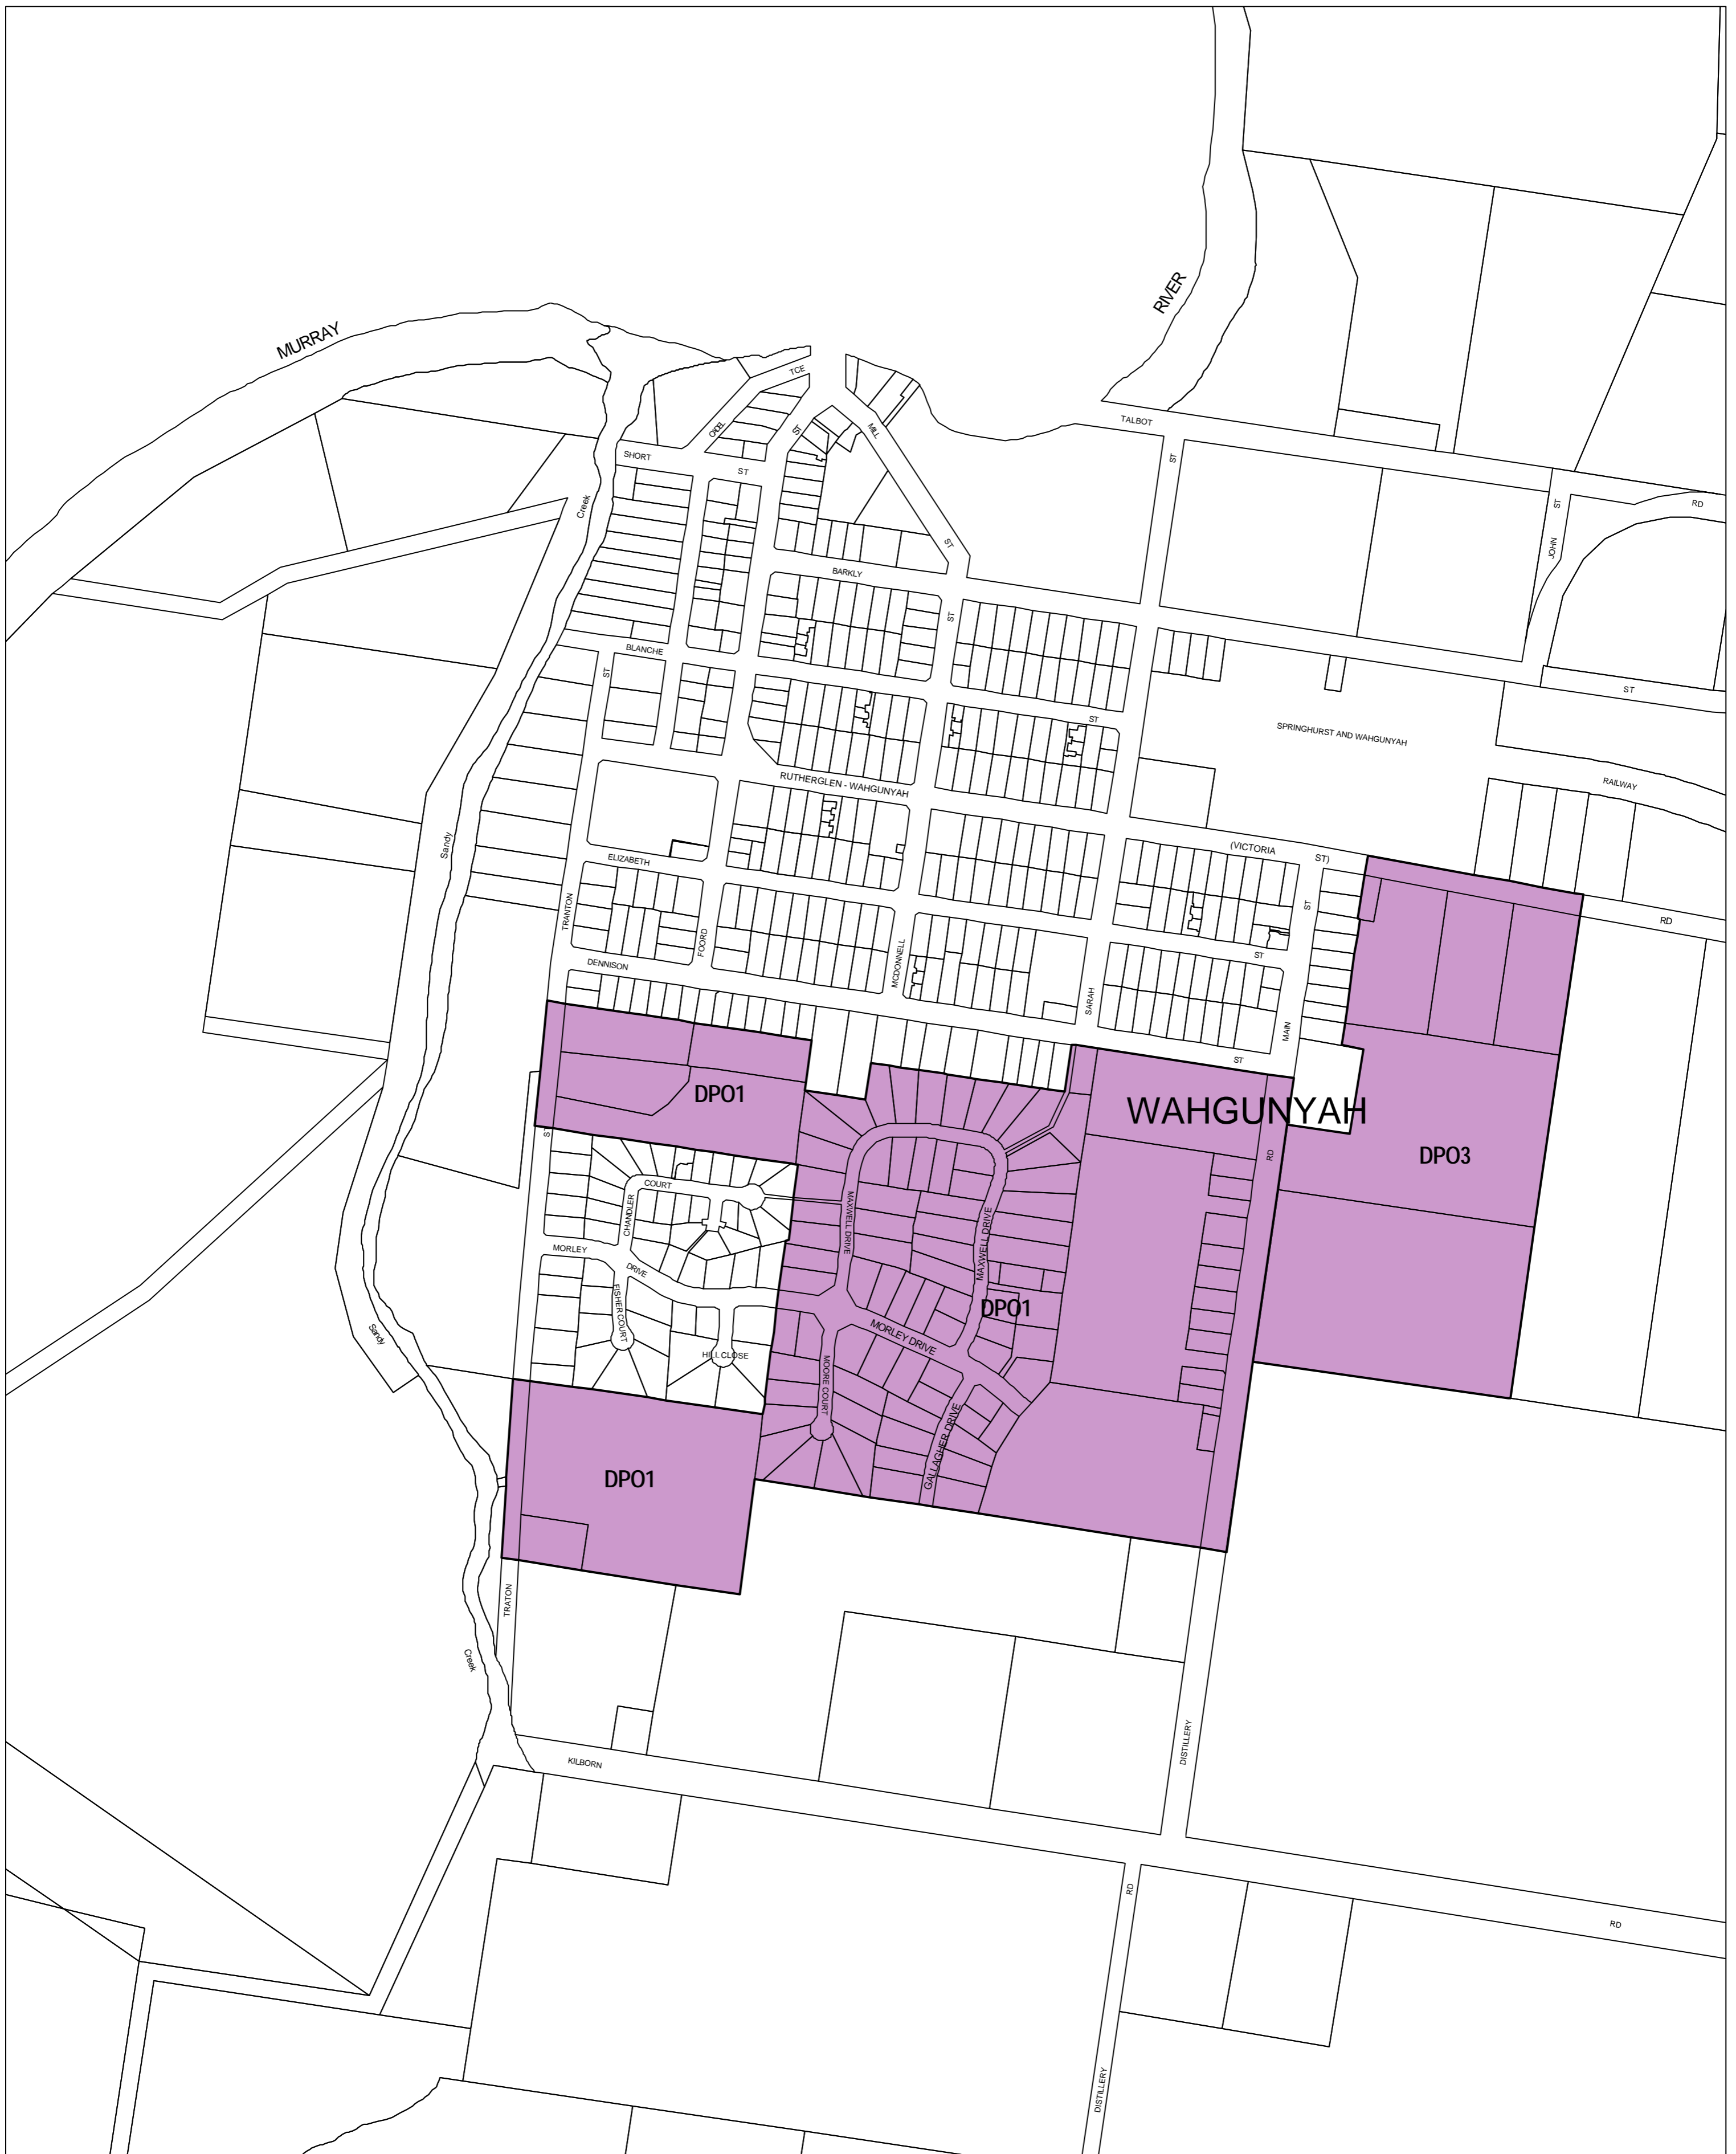 MURRAY
RIVER
TCE
CADEL
ST
MILL
TALBOT
ST
SHORT
ST
RD
ST
JOHN
Creek
ST
BARKLY
ST
BLANCHE
ST
ST
ST
SPRINGHURST AND WAHGUNYAH
RAILWAY
RUTHERGLEN - WAHGUNYAH
(VICTORIA
ST)
Sandy
ELIZABETH
ST
TRANTON
RD
FOORD
MCDONNELL
ST
DENNISON
SARAH
MAIN
ST
DPO1
WAHGUNYAH
ST
RD
DPO3
COURT
CHANDLER
MAXWELL DRIVE
MAXWELL DRIVE
MORLEY
DRIVE
FISHER COURT
DPO1
MORLEY DRIVE
Sandy
HILL CLOSE
MOORE COURT
GALLAGHER DRIVE
DPO1
TRATON
Creek
DISTILLERY
KILBORN
RD
RD
DISTILLERY